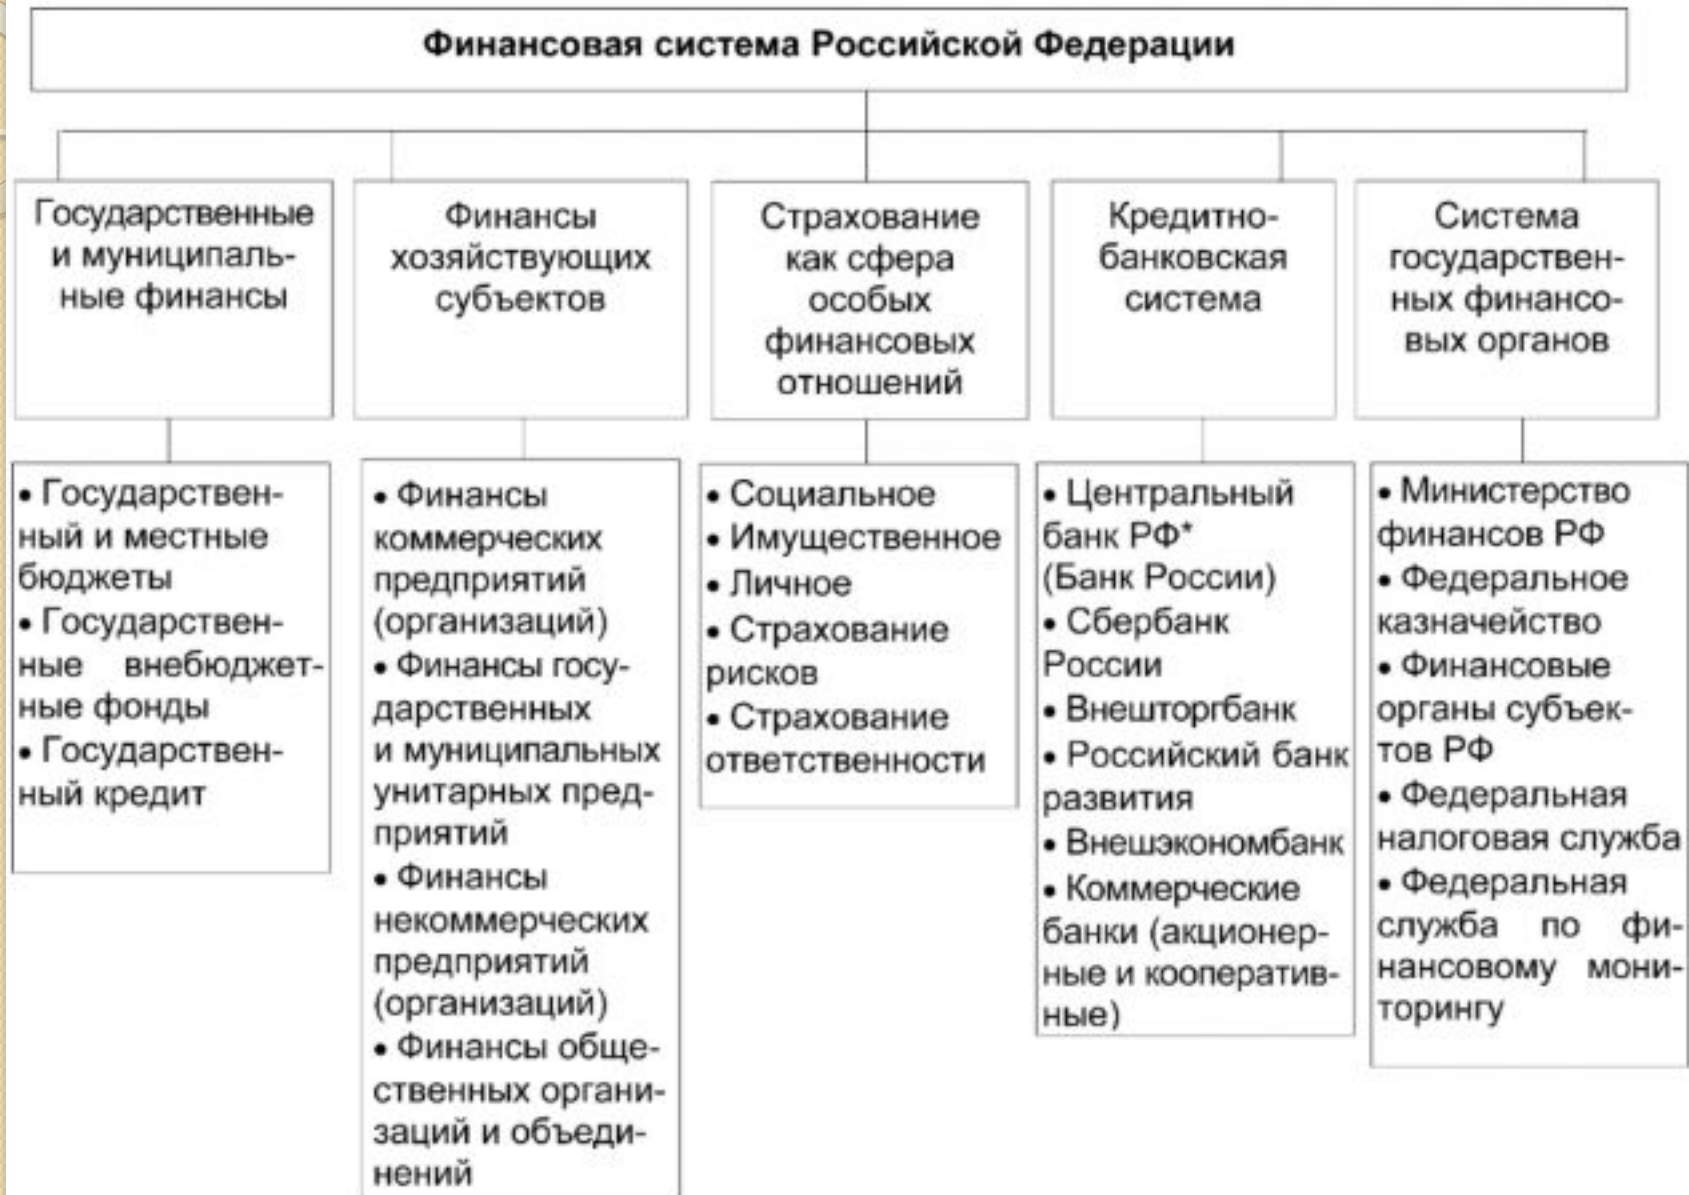 Финансовая система Российской Федерации
Государственные
и муниципаль-
ные финансы
Финансы
хозяйствующих
субъектов
Страхование
как сфера
особых
финансовых
отношений
Кредитно-
банковская
система
Система
государствен-
ных финансо-
вых органов
• Государствен-
ный и местные
бюджеты
• Государствен-
ные внебюджет-
ные фонды
• Государствен-
ный кредит
• Финансы
коммерческих
предприятий
(организаций)
• Финансы госу-
дарственных
и муниципальных
унитарных пред-
приятий
• Финансы
некоммерческих
предприятий
(организаций)
• Финансы обще-
ственных органи-
заций и объеди-
нений
• Социальное
• Имущественное
• Личное
• Страхование
рисков
• Страхование
ответственности
• Центральный
банк РФ*
(Банк России)
• Сбербанк
России
• Внешторгбанк
• Российский банк
развития
• Внешэкономбанк
• Коммерческие
банки (акционер-
ные и кооператив-
ные)
• Министерство
финансов РФ
• Федеральное
казначейство
• Финансовые
органы субъек-
тов РФ
• Федеральная
налоговая служба
• Федеральная
служба по фи-
нансовому мони-
торингу